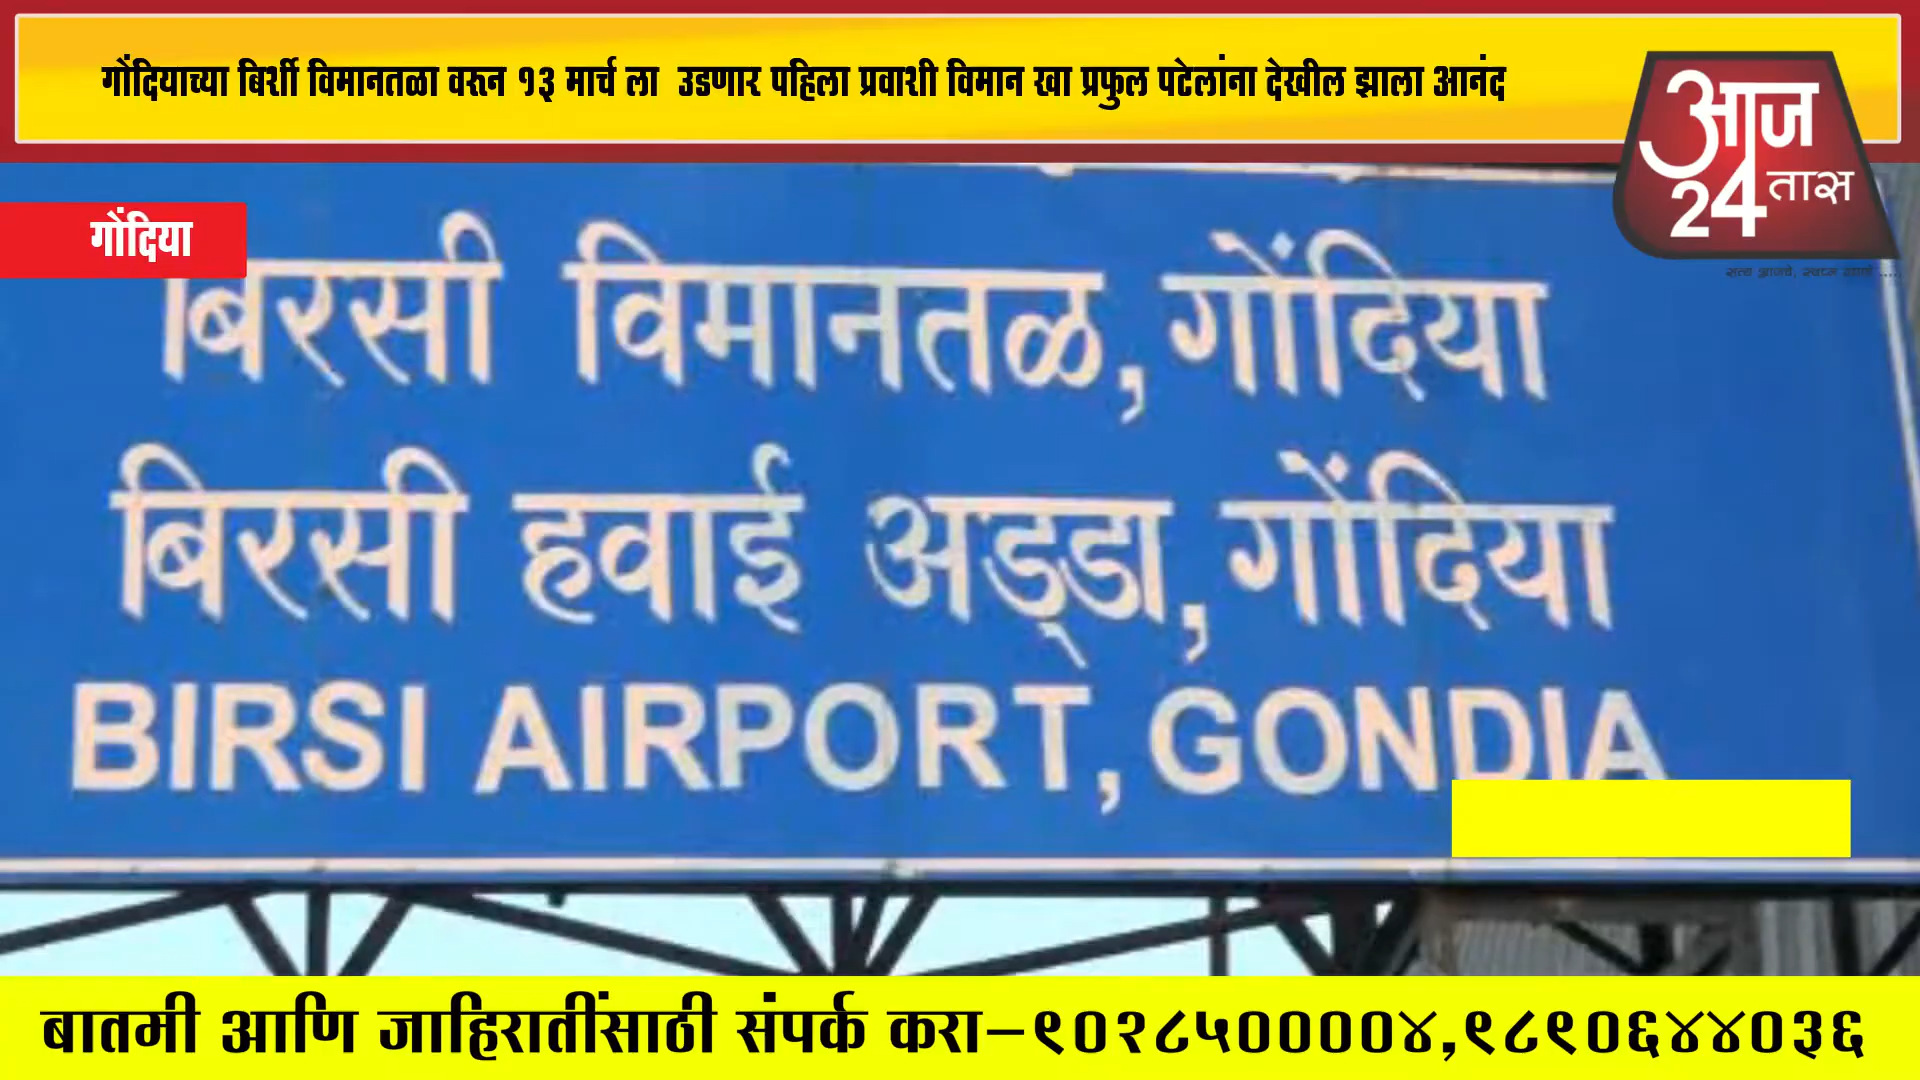 गोंदियाच्या बिर्शी विमानतळा वरून १३ मार्च ला उडणार पहिला प्रवाशी विमान खा प्रफुल पटेलांना देखील झाला आनंद
आज
24 तास
गोंदिया
बिरसी विमानतळ, गोंदिया
बिरसी हवाई अड्डा, गोंदिया
BIRSI AIRPORT, GONDIA
बातमी आणि जाहिरातींसाठी संपर्क करा–९०२८५००००४,९८९०६४४०३६